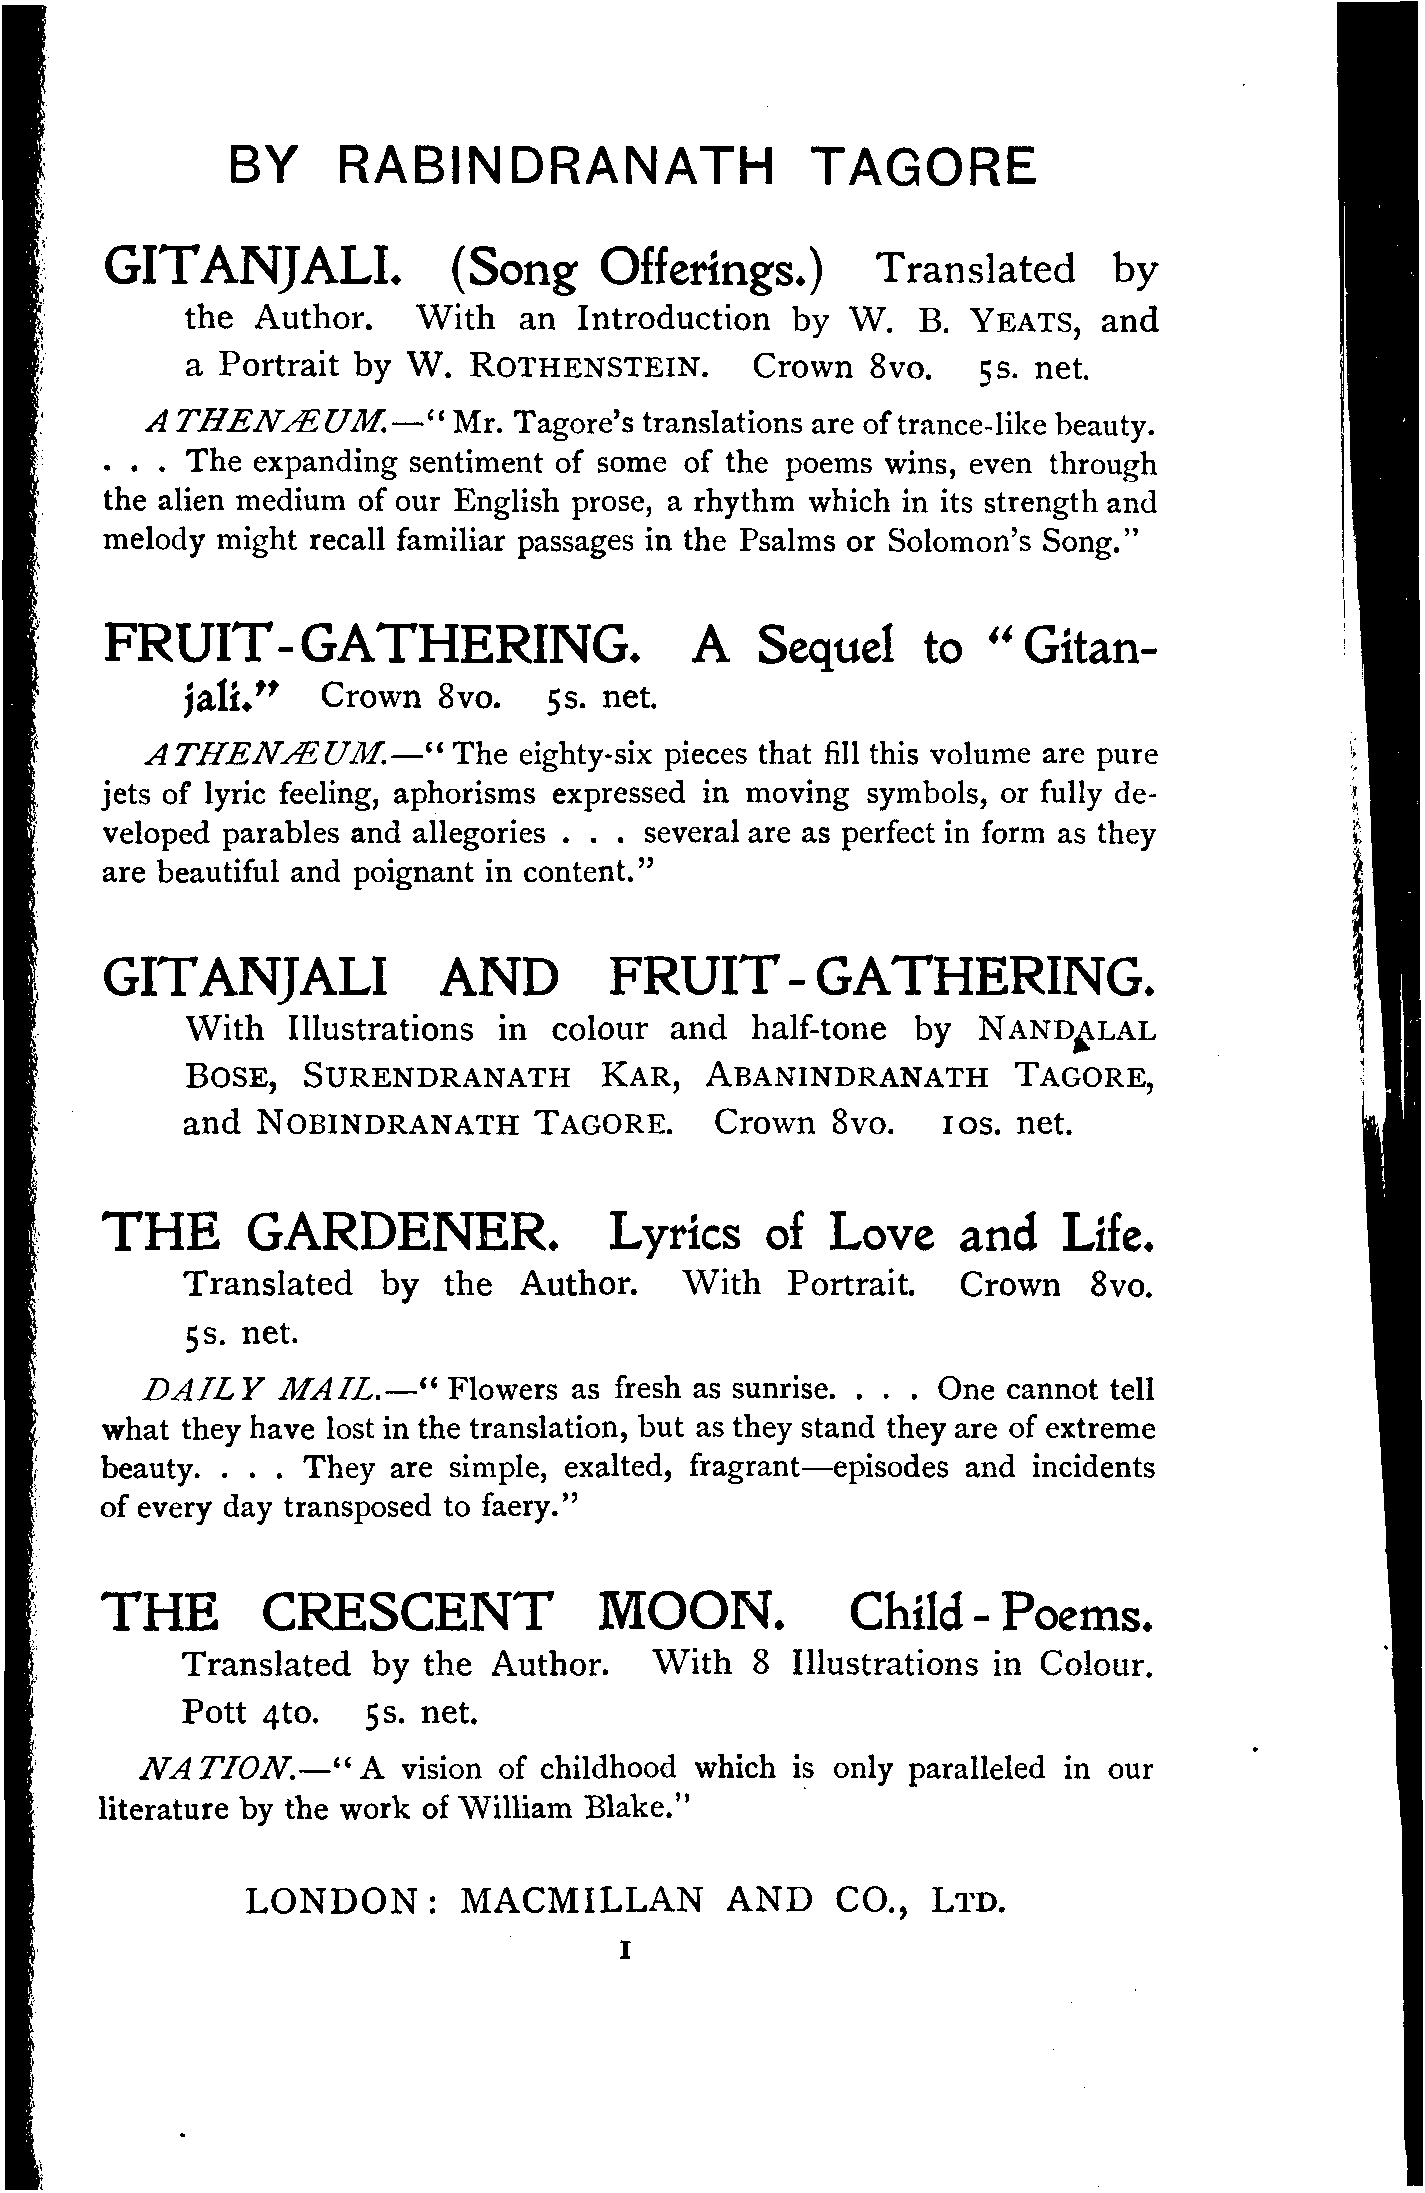 BY RABINDRANATH TAGORE
GITANJALI. (Song Offerings.) Translated by
the Author. With an Introduction by W. B. YEATS, and
a Portrait by W. ROTHENSTEIN. Crown 8vo. 5s. net.
ATHENÆUM.—“Mr. Tagore's translations are of trance-like beauty.
. . . The expanding sentiment of some of the poems wins, even through
the alien medium of our English prose, a rhythm which in its strength and
melody might recall familiar passages in the Psalms or Solomon's Song.”
FRUIT-GATHERING. A Sequel to “Gitan-
jali.” Crown 8vo. 5s. net.
ATHENÆUM.—“The eighty-six pieces that fill this volume are pure
jets of lyric feeling, aphorisms expressed in moving symbols, or fully de-
veloped parables and allegories . . . several are as perfect in form as they
are beautiful and poignant in content.”
GITANJALI AND FRUIT-GATHERING.
With Illustrations in colour and half-tone by NANDALAL
BOSE, SURENDRANATH KAR, ABANINDRANATH TAGORE,
and NOBINDRANATH TAGORE. Crown 8vo. 10s. net.
THE GARDENER. Lyrics of Love and Life.
Translated by the Author. With Portrait. Crown 8vo.
5s. net.
DAILY MAIL.—“Flowers as fresh as sunrise. . . . One cannot tell
what they have lost in the translation, but as they stand they are of extreme
beauty. . . . They are simple, exalted, fragrant—episodes and incidents
of every day transposed to faery.”
THE CRESCENT MOON. Child-Poems.
Translated by the Author. With 8 Illustrations in Colour.
Pott 4to. 5s. net.
NATION.—“A vision of childhood which is only paralleled in our
literature by the work of William Blake.”
LONDON: MACMILLAN AND CO., LTD.
I